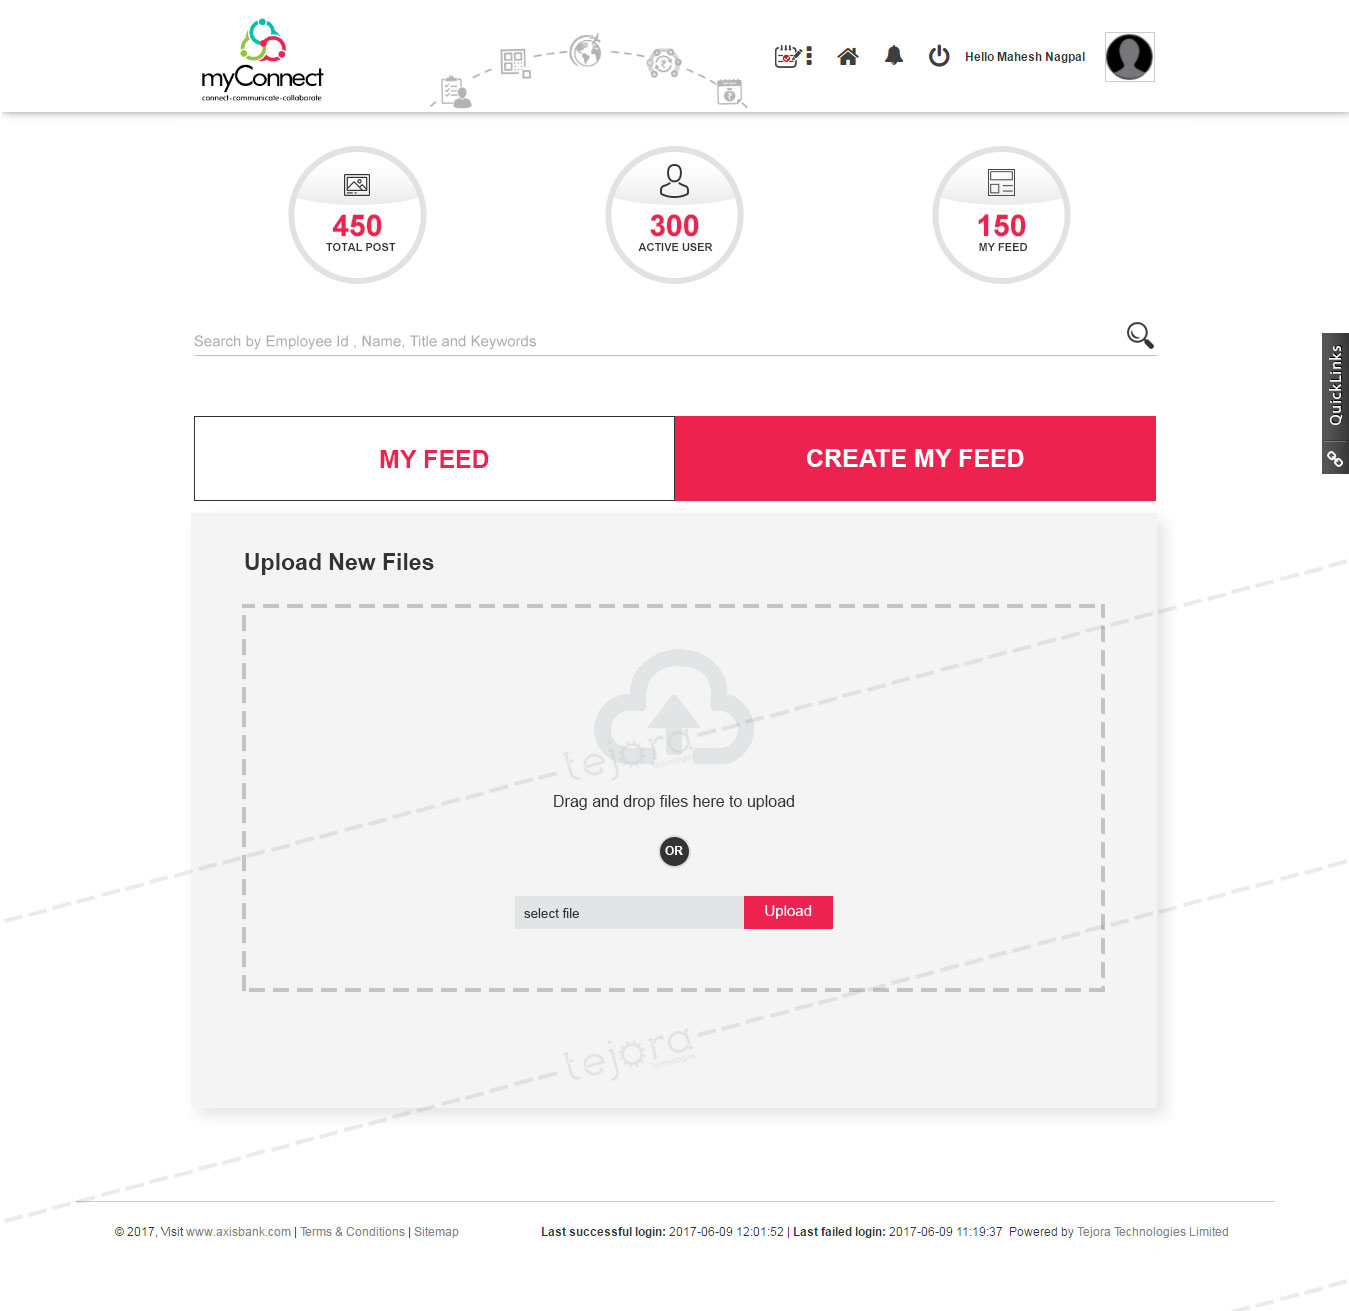 myConnect
connect-communicate-collaborate
Hello Mahesh Nagpal
450
TOTAL POST
300
ACTIVE USER
150
MY FEED
Search by Employee Id , Name, Title and Keywords
QuickLinks
MY FEED
CREATE MY FEED
Upload New Files
tejora
Technologies
Drag and drop files here to upload
OR
select file
Upload
tejora
Technologies
© 2017, Visit www.axisbank.com | Terms & Conditions | Sitemap
Last successful login: 2017-06-09 12:01:52 | Last failed login: 2017-06-09 11:19:37 Powered by Tejora Technologies Limited